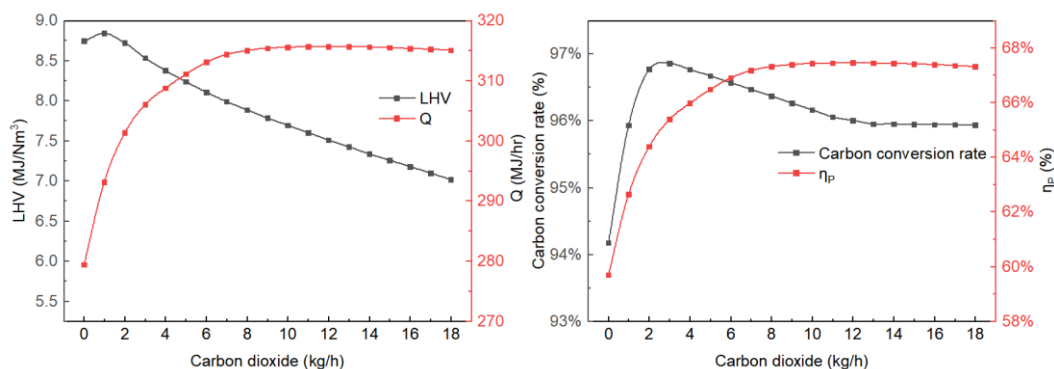 9.0
8.5
8.0
7.5
7.0
6.5
6.0
5.5
LHV (MJ/Nm³)
320
310
300
290
280
270
Q (MJ/hr)
LHV
Q
0 2 4 6 8 10 12 14 16 18
Carbon dioxide (kg/h)
97%
96%
95%
94%
93%
Carbon conversion rate (%)
68%
66%
64%
62%
60%
58%
ηP (%)
Carbon conversion rate
ηP
0 2 4 6 8 10 12 14 16 18
Carbon dioxide (kg/h)